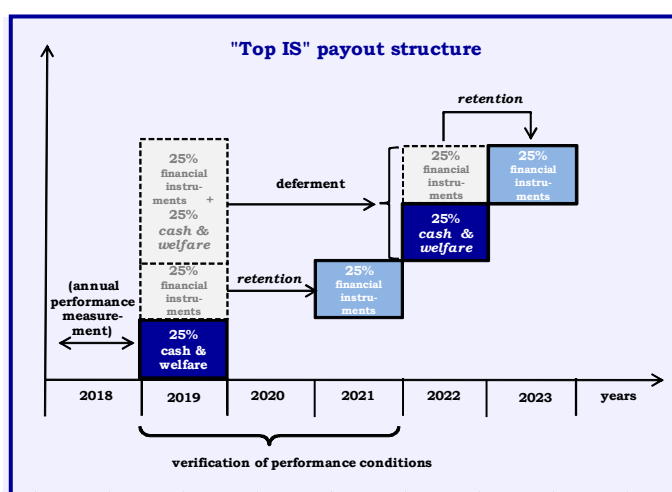 "Top IS" payout structure
retention
25%
financial
instru-
ments +
25%
cash &
welfare
deferment
25%
financial
instru-
ments
25%
financial
instru-
ments
25%
cash &
welfare
(annual
performance
measure-
ment)
25%
financial
instru-
ments
retention
25%
financial
instru-
ments
25%
cash &
welfare
2018
2019
2020
2021
2022
2023
years
verification of performance conditions